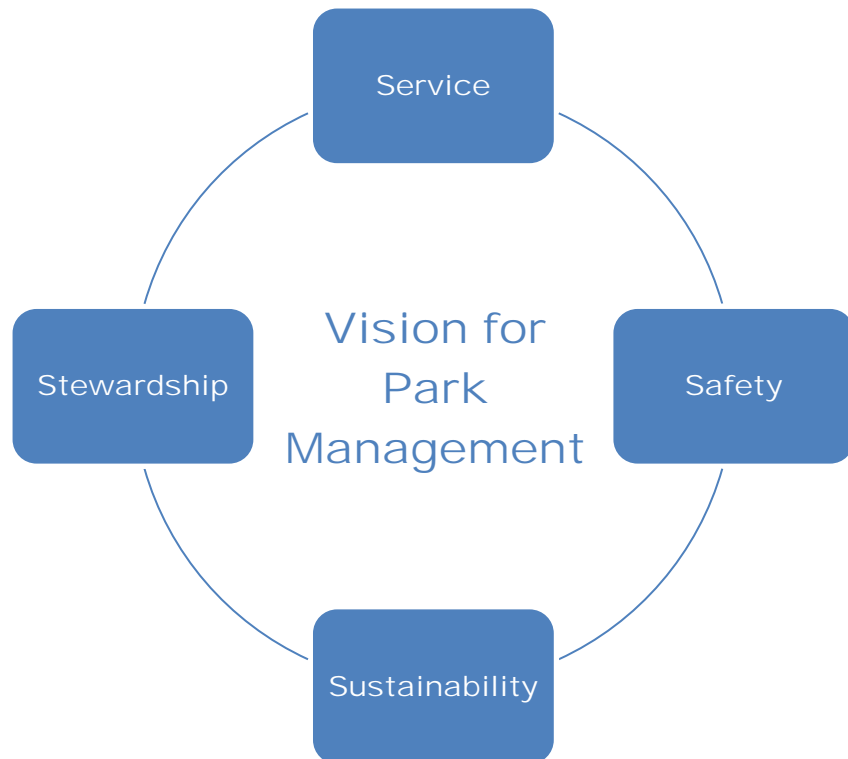 Service
Vision for
Park
Management
Stewardship
Safety
Sustainability